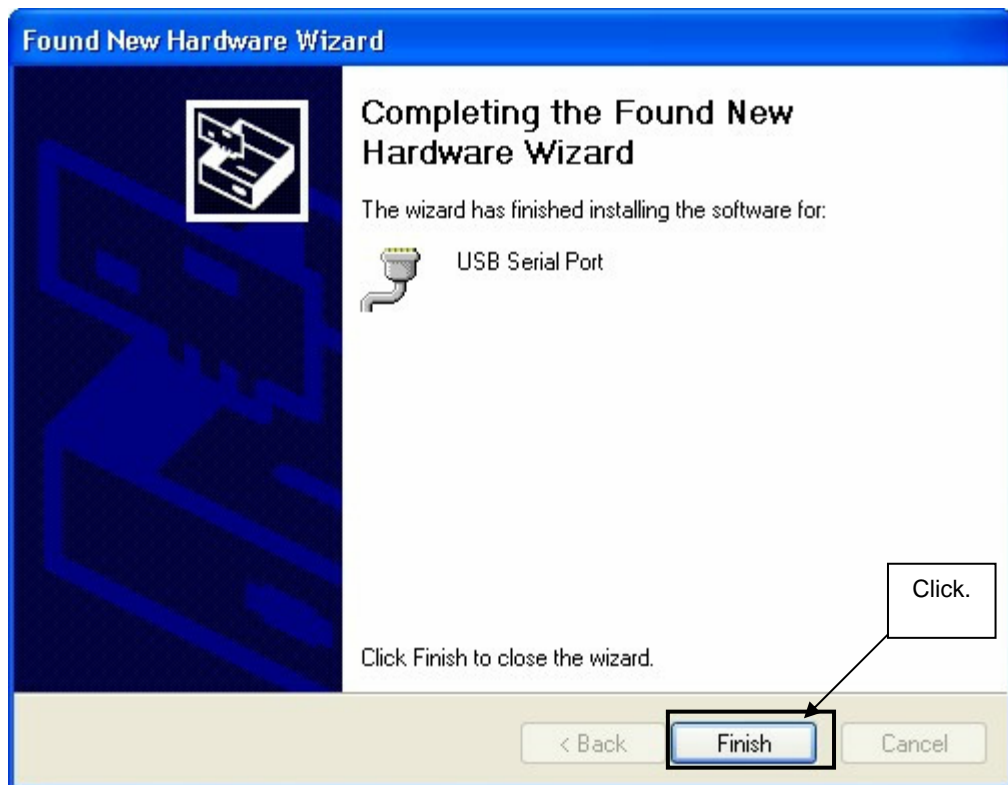 Found New Hardware Wizard
Completing the Found New
Hardware Wizard
The wizard has finished installing the software for:
USB Serial Port
Click.
Click Finish to close the wizard.
< Back
Finish
Cancel